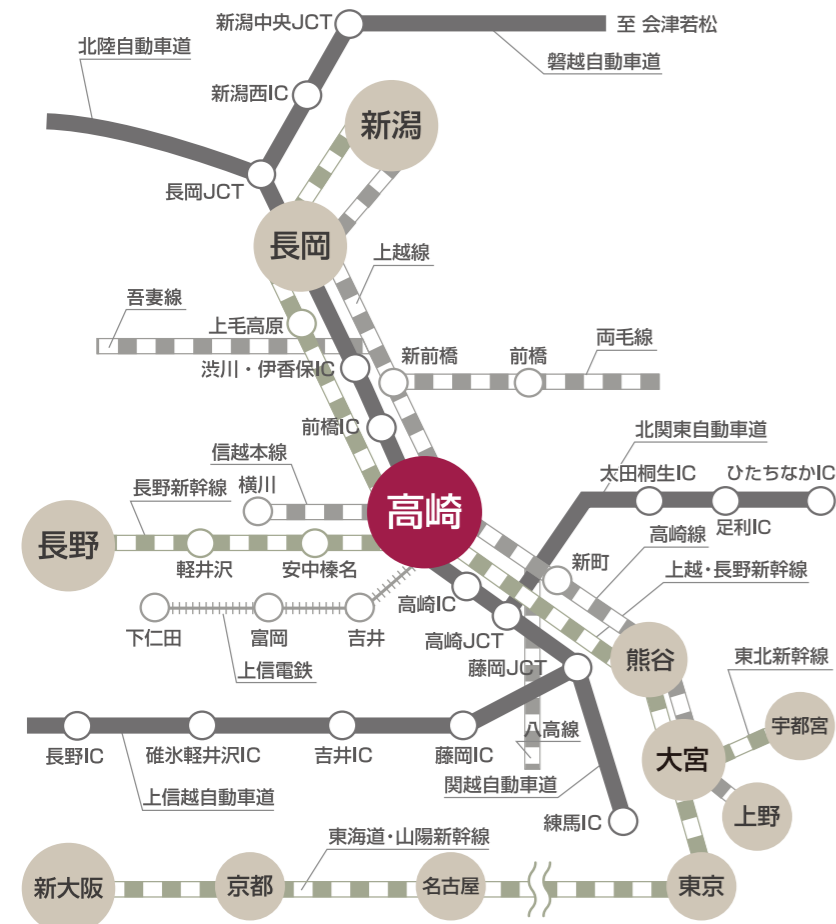 新潟中央JCT
至 会津若松
北陸自動車道
磐越自動車道
新潟西IC
新潟
長岡JCT
長岡
上越線
吾妻線
上毛高原
渋川・伊香保IC
新前橋
前橋
両毛線
前橋IC
北関東自動車道
信越本線
横川
太田桐生IC
ひたちなかIC
長野新幹線
高崎
足利IC
長野
高崎線
軽井沢
安中榛名
新町
上越・長野新幹線
高崎IC
下仁田
富岡
吉井
高崎JCT
上信電鉄
藤岡JCT
熊谷
東北新幹線
宇都宮
長野IC
碓氷軽井沢IC
吉井IC
藤岡IC
八高線
大宮
上信越自動車道
関越自動車道
上野
練馬IC
東海道・山陽新幹線
新大阪
京都
名古屋
東京